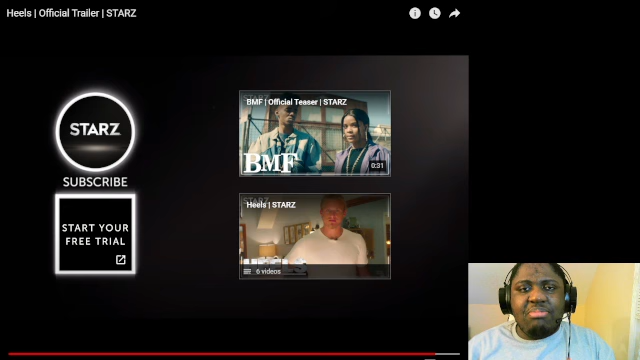 Heels | Official Trailer | STARZ
STARZ
SUBSCRIBE
START YOUR
FREE TRIAL
BMF | Official Teaser | STARZ
BMF
0:31
Heels | STARZ
6 videos